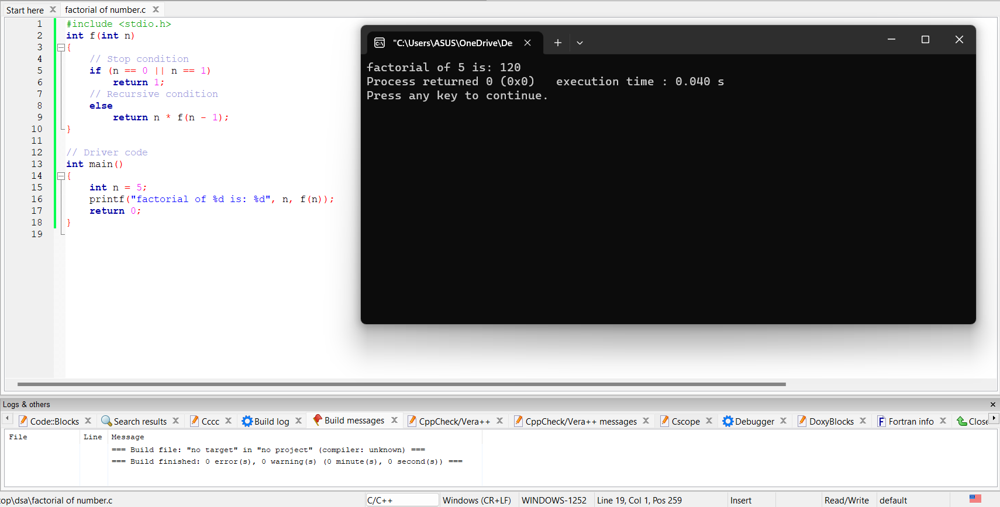 Start here
factorial of number.c
1 #include <stdio.h>
2 int f(int n)
3 {
4 // Stop condition
5 if (n == 0 || n == 1)
6 return 1;
7 // Recursive condition
8 else
9 return n * f(n - 1);
10 }
11
12 // Driver code
13 int main()
14 {
15 int n = 5;
16 printf("factorial of %d is: %d", n, f(n));
17 return 0;
18 }
19
"C:\Users\ASUS\OneDrive\De
factorial of 5 is: 120
Process returned 0 (0x0)   execution time : 0.040 s
Press any key to continue.
Logs & others
Code::Blocks Search results Cccc Build log Build messages CppCheck/Vera++ CppCheck/Vera++ messages Cscope Debugger DoxyBlocks Fortran info Close
File Line Message
=== Build file: "no target" in "no project" (compiler: unknown) ===
=== Build finished: 0 error(s), 0 warning(s) (0 minute(s), 0 second(s)) ===
top\dsa\factorial of number.c C/C++ Windows (CR+LF) WINDOWS-1252 Line 19, Col 1, Pos 259 Insert Read/Write default